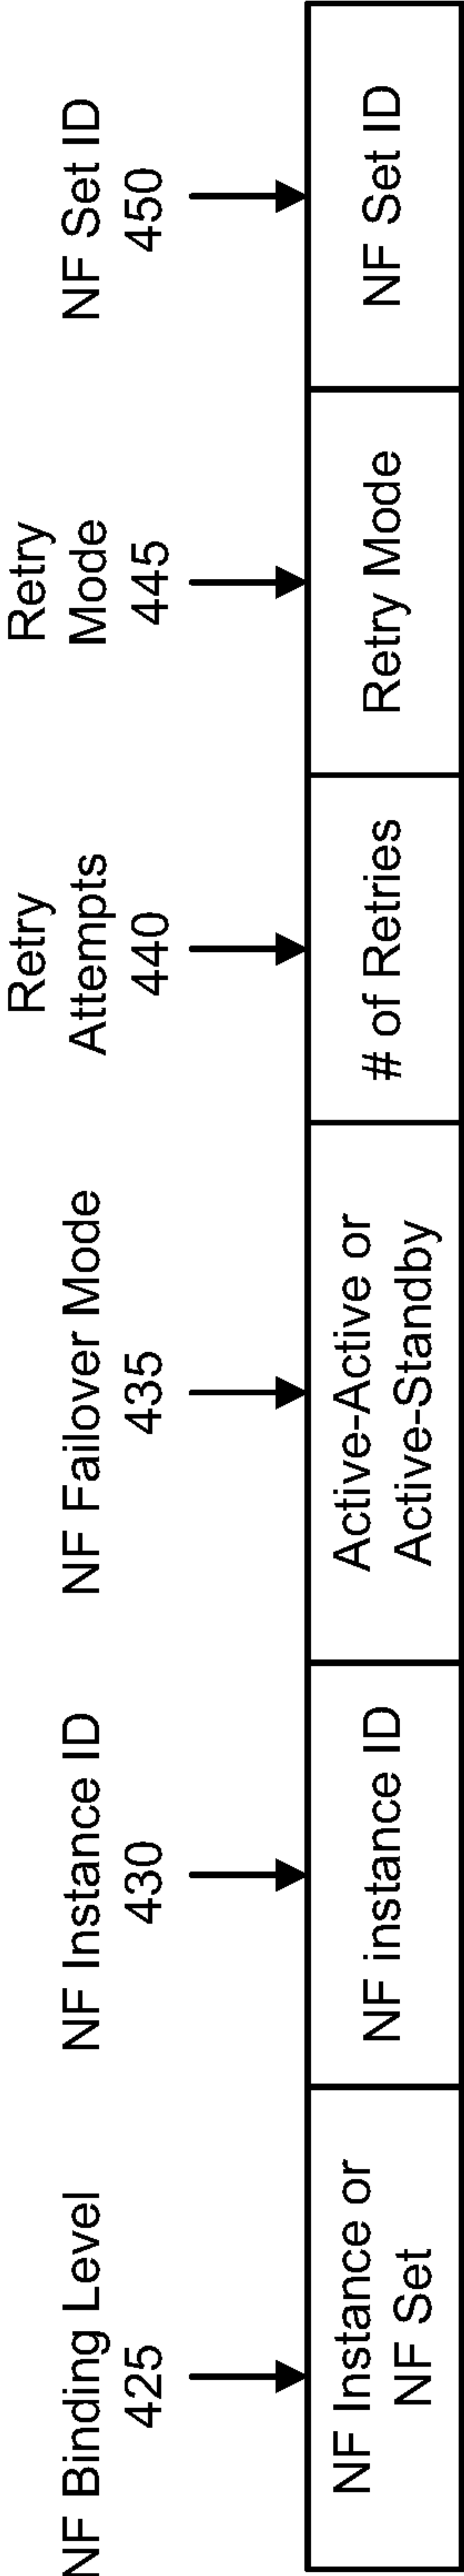 NF Binding Level
425
NF Instance ID
430
NF Failover Mode
435
Retry
Attempts
440
Retry
Mode
445
NF Set ID
450
NF Instance or
NF Set
NF instance ID
Active-Active or
Active-Standby
# of Retries
Retry Mode
NF Set ID